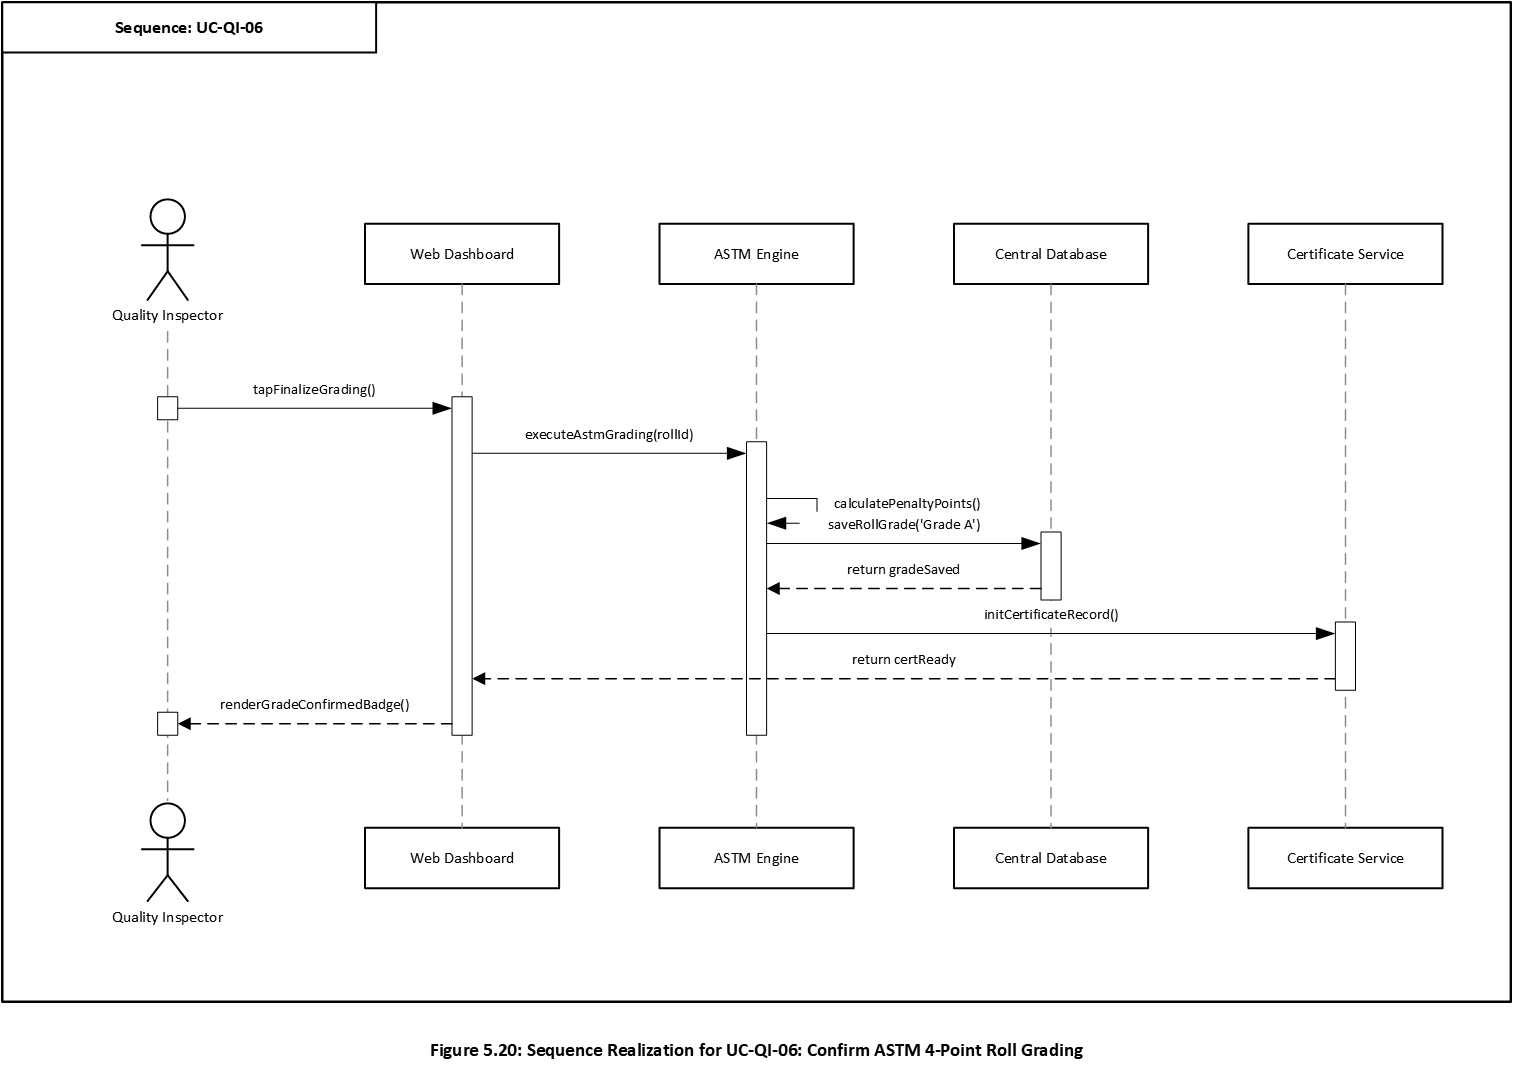 Sequence: UC-QI-06
Quality Inspector
Web Dashboard
ASTM Engine
Central Database
Certificate Service
tapFinalizeGrading()
executeAstmGrading(rollId)
calculatePenaltyPoints()
saveRollGrade('Grade A')
return gradeSaved
initCertificateRecord()
return certReady
renderGradeConfirmedBadge()
Quality Inspector
Web Dashboard
ASTM Engine
Central Database
Certificate Service
Figure 5.20: Sequence Realization for UC-QI-06: Confirm ASTM 4-Point Roll Grading